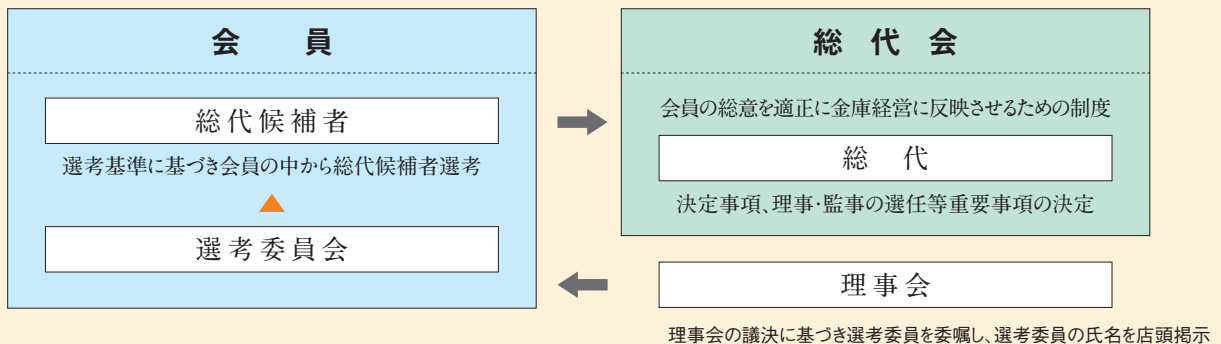 会員
総代候補者
選考基準に基づき会員の中から総代候補者選考
選考委員会
総代会
会員の総意を適正に金庫経営に反映させるための制度
総代
決定事項、理事・監事の選任等重要事項の決定
理事会
理事会の議決に基づき選考委員を委嘱し、選考委員の氏名を店頭掲示